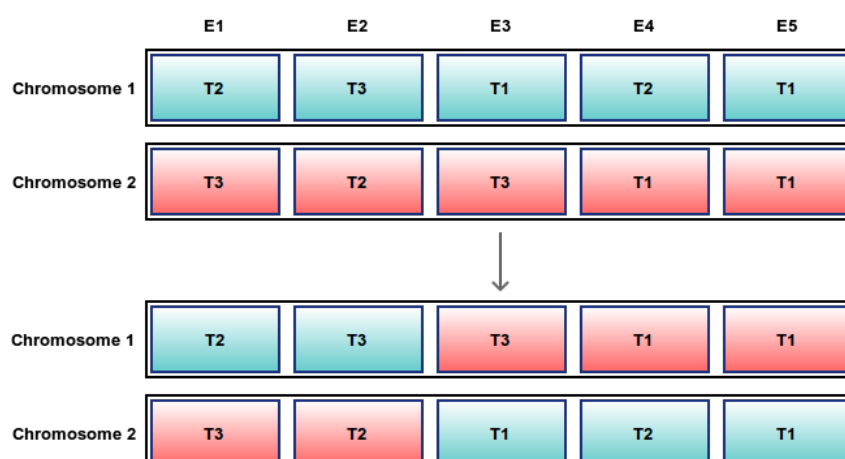 E1 E2 E3 E4 E5
Chromosome 1 T2 T3 T1 T2 T1
Chromosome 2 T3 T2 T3 T1 T1
Chromosome 1 T2 T3 T3 T1 T1
Chromosome 2 T3 T2 T1 T2 T1